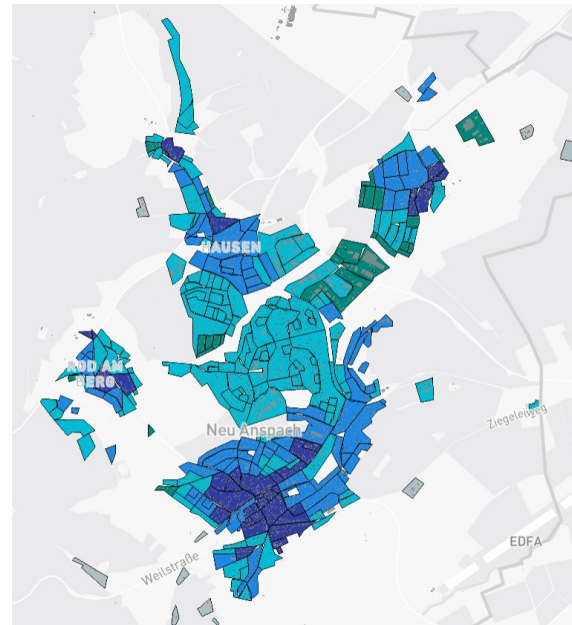 HAUSEN
ROD AM
BERG
Neu Anspach
Ziegeleiweg
EDFA
Weilstraße